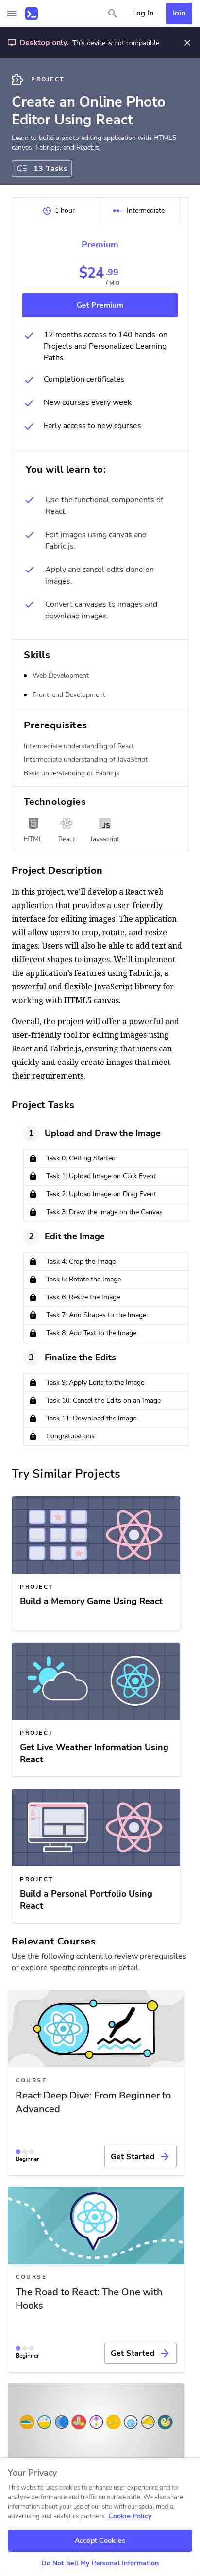 Log In
Join
Desktop only.  This device is not compatible.
PROJECT
Create an Online Photo
Editor Using React
Learn to build a photo editing application with HTML5
canvas, Fabric.js, and React.js.
13 Tasks
1 hour
Intermediate
Premium
$24.99
/MO
Get Premium
12 months access to 140 hands-on
Projects and Personalized Learning
Paths
Completion certificates
New courses every week
Early access to new courses
You will learn to:
Use the functional components of
React.
Edit images using canvas and
Fabric.js.
Apply and cancel edits done on
images.
Convert canvases to images and
download images.
Skills
Web Development
Front-end Development
Prerequisites
Intermediate understanding of React
Intermediate understanding of JavaScript
Basic understanding of Fabric.js
Technologies
JS
HTML
React
Javascript
Project Description
In this project, we'll develop a React web
application that provides a user-friendly
interface for editing images. The application
will allow users to crop, rotate, and resize
images. Users will also be able to add text and
different shapes to images. We'll implement
the application's features using Fabric.js, a
powerful and flexible JavaScript library for
working with HTML5 canvas.
Overall, the project will offer a powerful and
user-friendly tool for editing images using
React and Fabric.js, ensuring that users can
quickly and easily create images that meet
their requirements.
Project Tasks
1
Upload and Draw the Image
Task 0: Getting Started
Task 1: Upload Image on Click Event
Task 2: Upload Image on Drag Event
Task 3: Draw the Image on the Canvas
2
Edit the Image
Task 4: Crop the Image
Task 5: Rotate the Image
Task 6: Resize the Image
Task 7: Add Shapes to the Image
Task 8: Add Text to the Image
3
Finalize the Edits
Task 9: Apply Edits to the Image
Task 10: Cancel the Edits on an Image
Task 11: Download the Image
Congratulations
Try Similar Projects
PROJECT
Build a Memory Game Using React
PROJECT
Get Live Weather Information Using
React
PROJECT
Build a Personal Portfolio Using
React
Relevant Courses
Use the following content to review prerequisites
or explore specific concepts in detail.
COURSE
React Deep Dive: From Beginner to
Advanced
Beginner
Get Started
COURSE
The Road to React: The One with
Hooks
Beginner
Get Started
Your Privacy
This website uses cookies to enhance user experience and to
analyze performance and traffic on our website. We also share
information about your use of our site with our social media,
advertising and analytics partners.  Cookie Policy
Accept Cookies
Do Not Sell My Personal Information